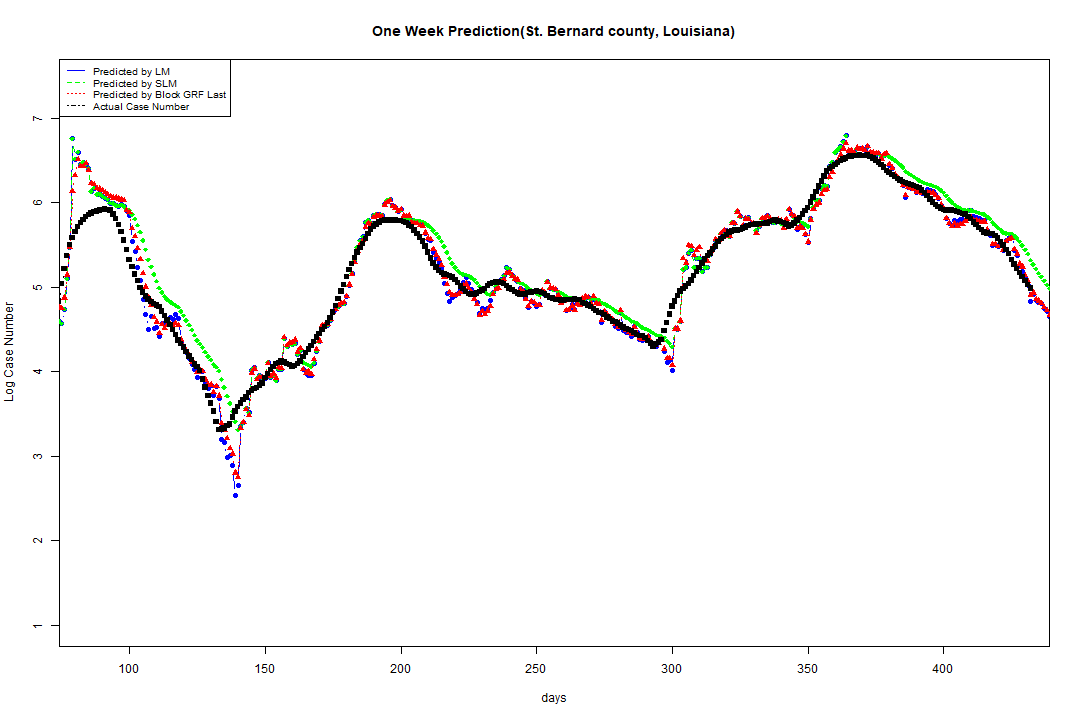 One Week Prediction(St. Bernard county, Louisiana)
Predicted by LM
Predicted by SLM
Predicted by Block GRF Last
Actual Case Number
7
6
5
4
3
2
1
Log Case Number
100 150 200 250 300 350 400
days